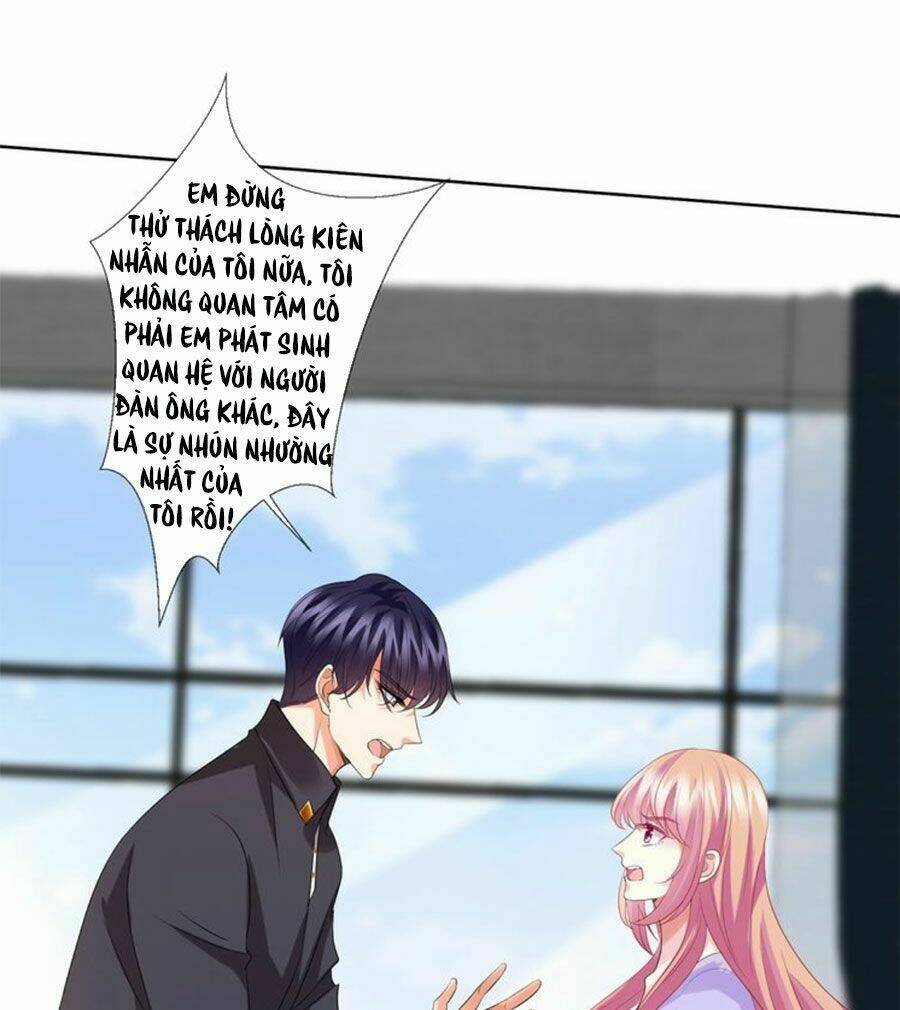 EM ĐỪNG
THỬ THÁCH LÒNG KIÊN
NHẪN CỦA TÔI NỮA, TÔI
KHÔNG QUAN TÂM CÓ
PHẢI EM PHÁT SINH
QUAN HỆ VỚI NGƯỜI
ĐÀN ÔNG KHÁC, ĐÂY
LÀ SỰ NHÚN NHƯỜNG
NHẤT CỦA
TÔI RỒI!